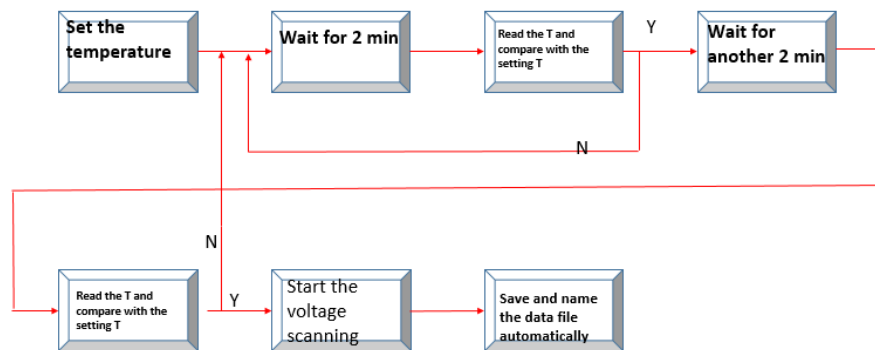 Set the
temperature
Wait for 2 min
Read the T and
compare with the
setting T
Y
Wait for
another 2 min
N
N
Read the T and
compare with the
setting T
Y
Start the
voltage
scanning
Save and name
the data file
automatically